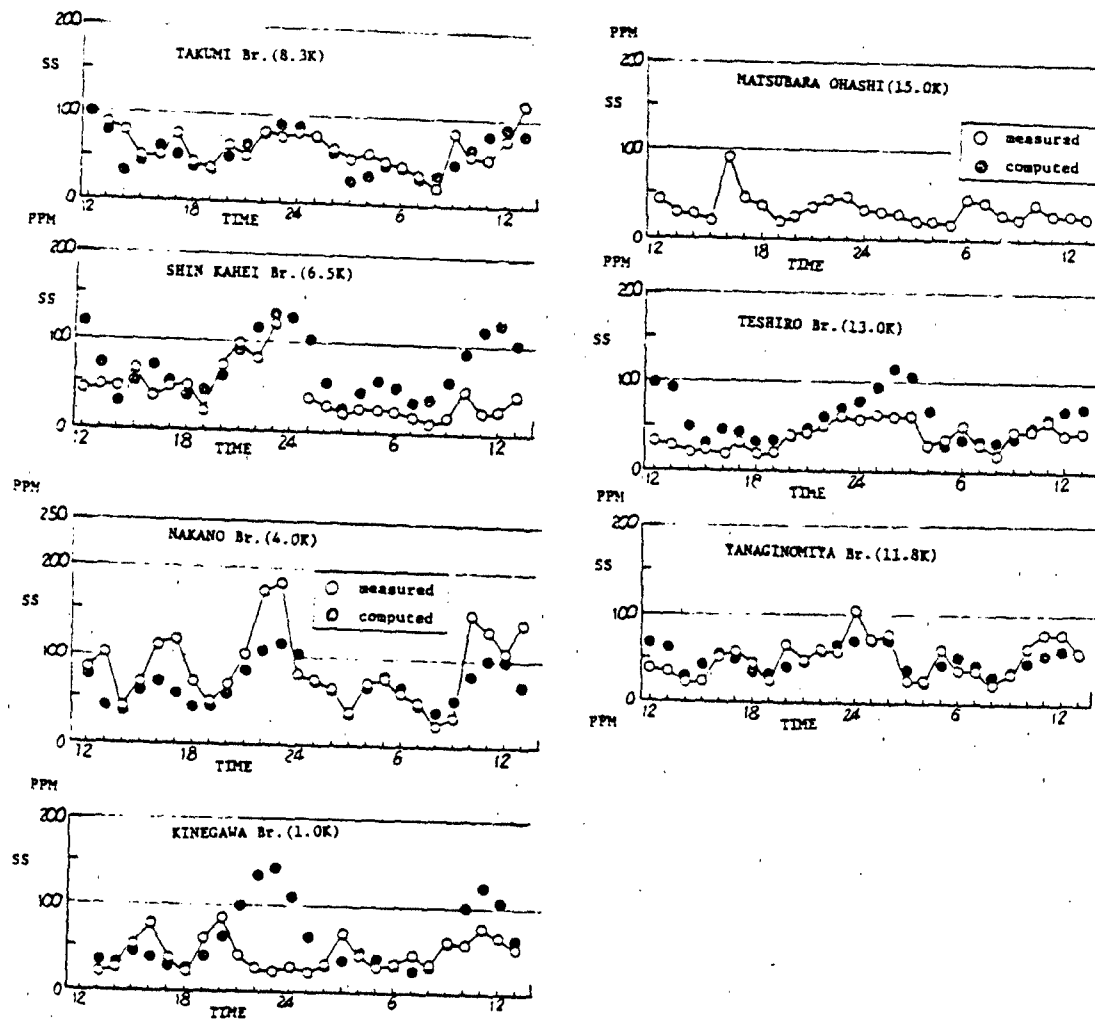 200
SS
TAKUMI Br.(8.3K)
100
0
12 18 24 6 12
TIME
PPM
200
SHIN KAHEI Br.(6.5K)
SS
100
0
12 18 24 6 12
TIME
PPM
250
NAKANO Br.(4.0K)
200
SS
measured
computed
100
0
12 18 24 6 12
TIME
PPM
200
KINEGAWA Br.(1.0K)
SS
100
0
12 18 24 6 12
TIME
PPM
200
MATSUBARA OHASHI(15.0K)
SS
measured
computed
100
0
12 18 24 6 12
TIME
PPM
200
TESHIRO Br.(13.0K)
SS
100
0
12 18 24 6 12
TIME
PPM
200
YANAGINOMIYA Br.(11.8K)
SS
100
0
PPM
12 18 24 6 12
TIME